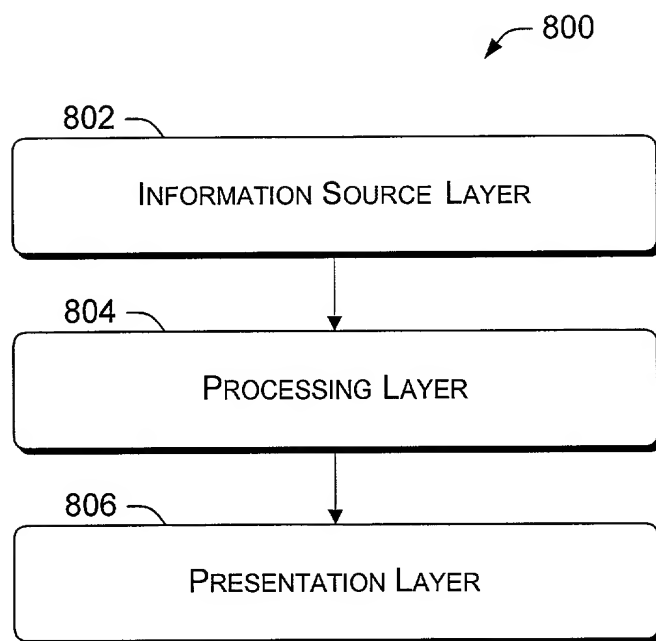 800
802
INFORMATION SOURCE LAYER
804
PROCESSING LAYER
806
PRESENTATION LAYER